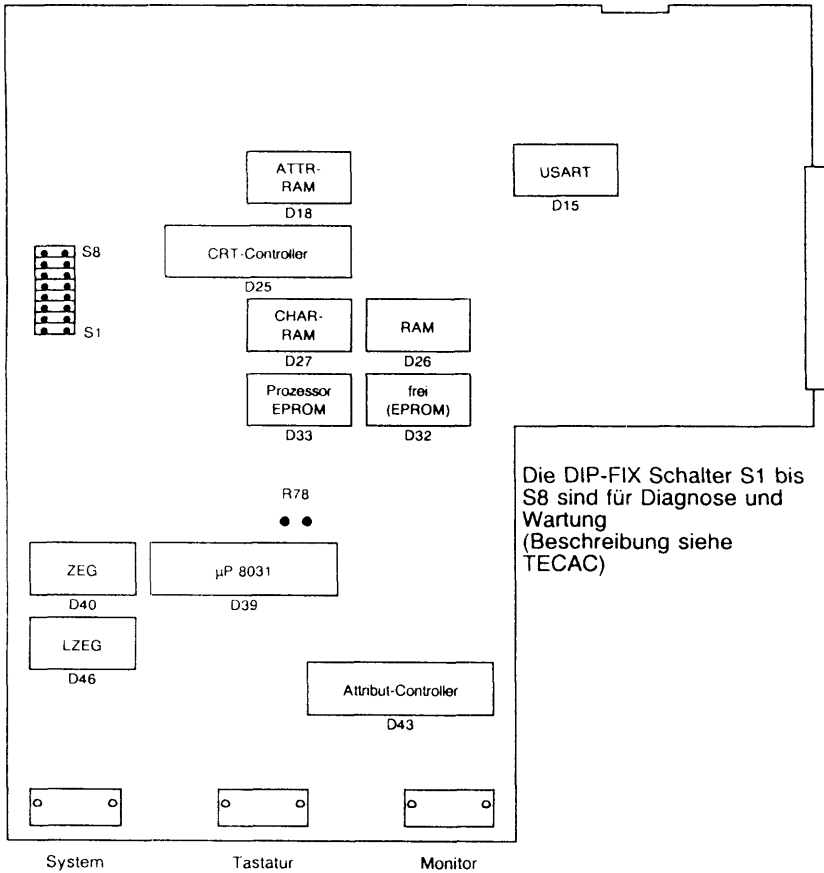 ATTR-
RAM
D18
USART
D15
CRT-Controller
D25
S8
S1
CHAR-
RAM
D27
RAM
D26
Prozessor
EPROM
D33
frei
(EPROM)
D32
Die DIP-FIX Schalter S1 bis
S8 sind für Diagnose und
Wartung
(Beschreibung siehe
TECAC)
R78
ZEG
D40
µP 8031
D39
LZEG
D46
Attribut-Controller
D43
System
Tastatur
Monitor